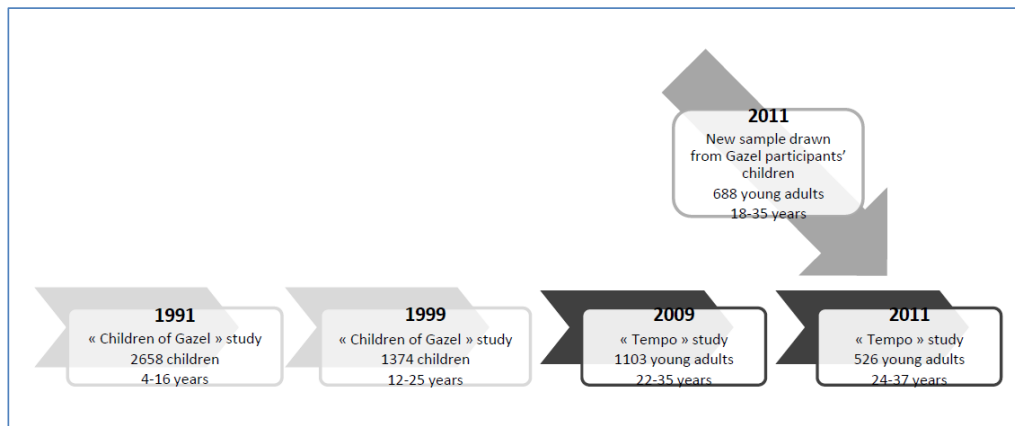 2011
New sample drawn
from Gazel participants’
children
688 young adults
18-35 years
1991
« Children of Gazel » study
2658 children
4-16 years
1999
« Children of Gazel » study
1374 children
12-25 years
2009
« Tempo » study
1103 young adults
22-35 years
2011
« Tempo » study
526 young adults
24-37 years